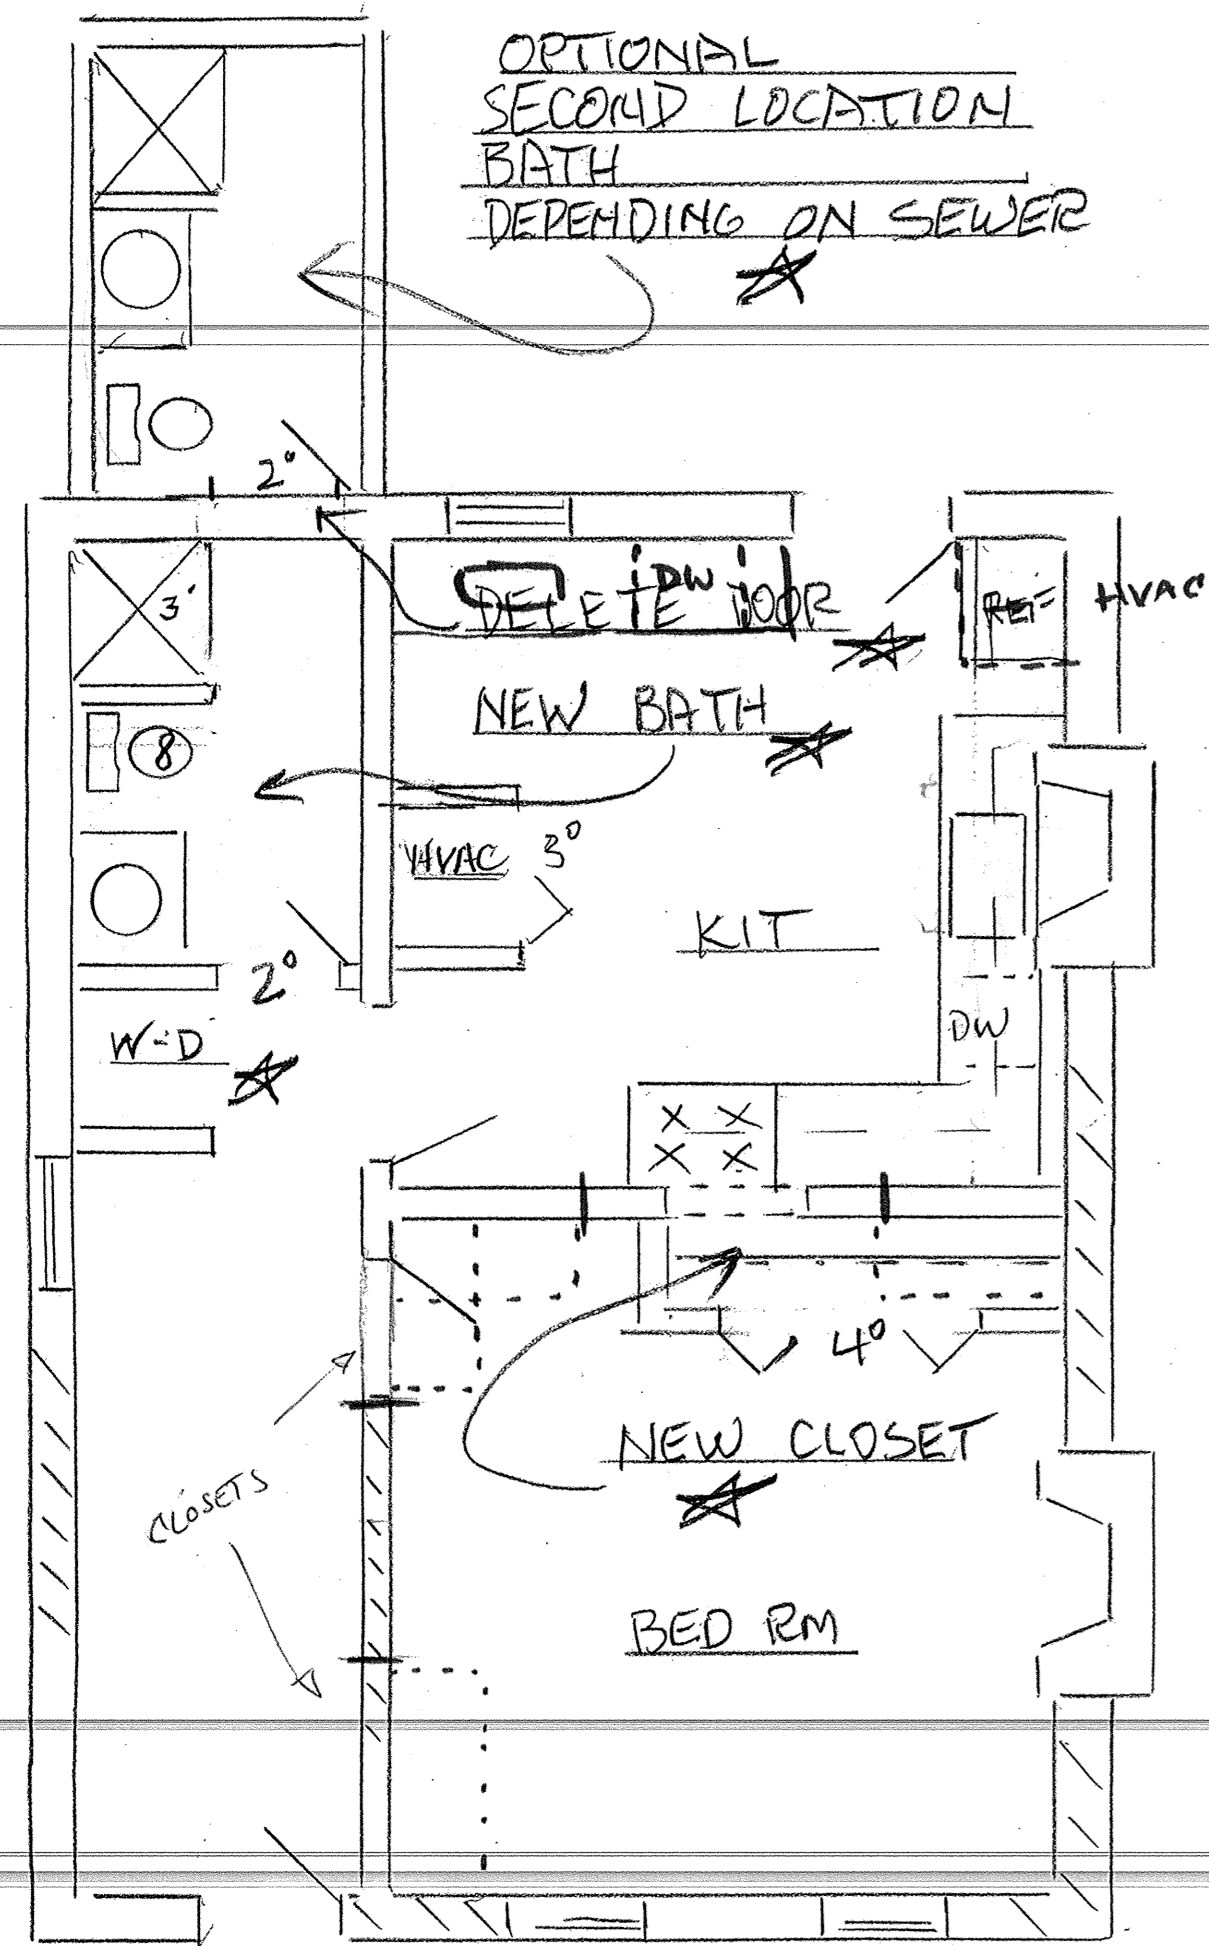 OPTIONAL
SECOND LOCATION
BATH
DEPENDING ON SEWER
2°
3'
DW
DELETE DOOR
REF
HVAC
NEW BATH
8
HVAC 3°
KIT
2°
DW
W-D
4°
NEW CLOSET
CLOSETS
BED RM